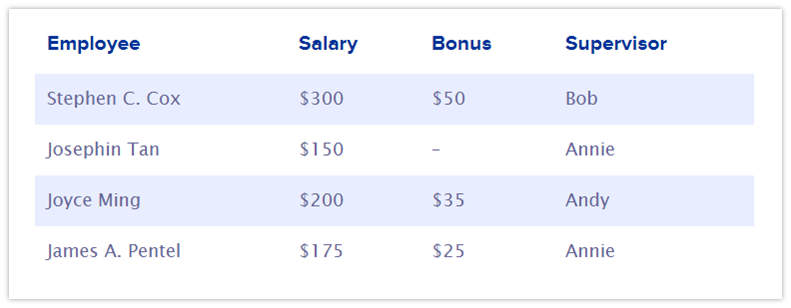 Employee Salary Bonus Supervisor
Stephen C. Cox $300 $50 Bob
Josephin Tan $150 – Annie
Joyce Ming $200 $35 Andy
James A. Pentel $175 $25 Annie